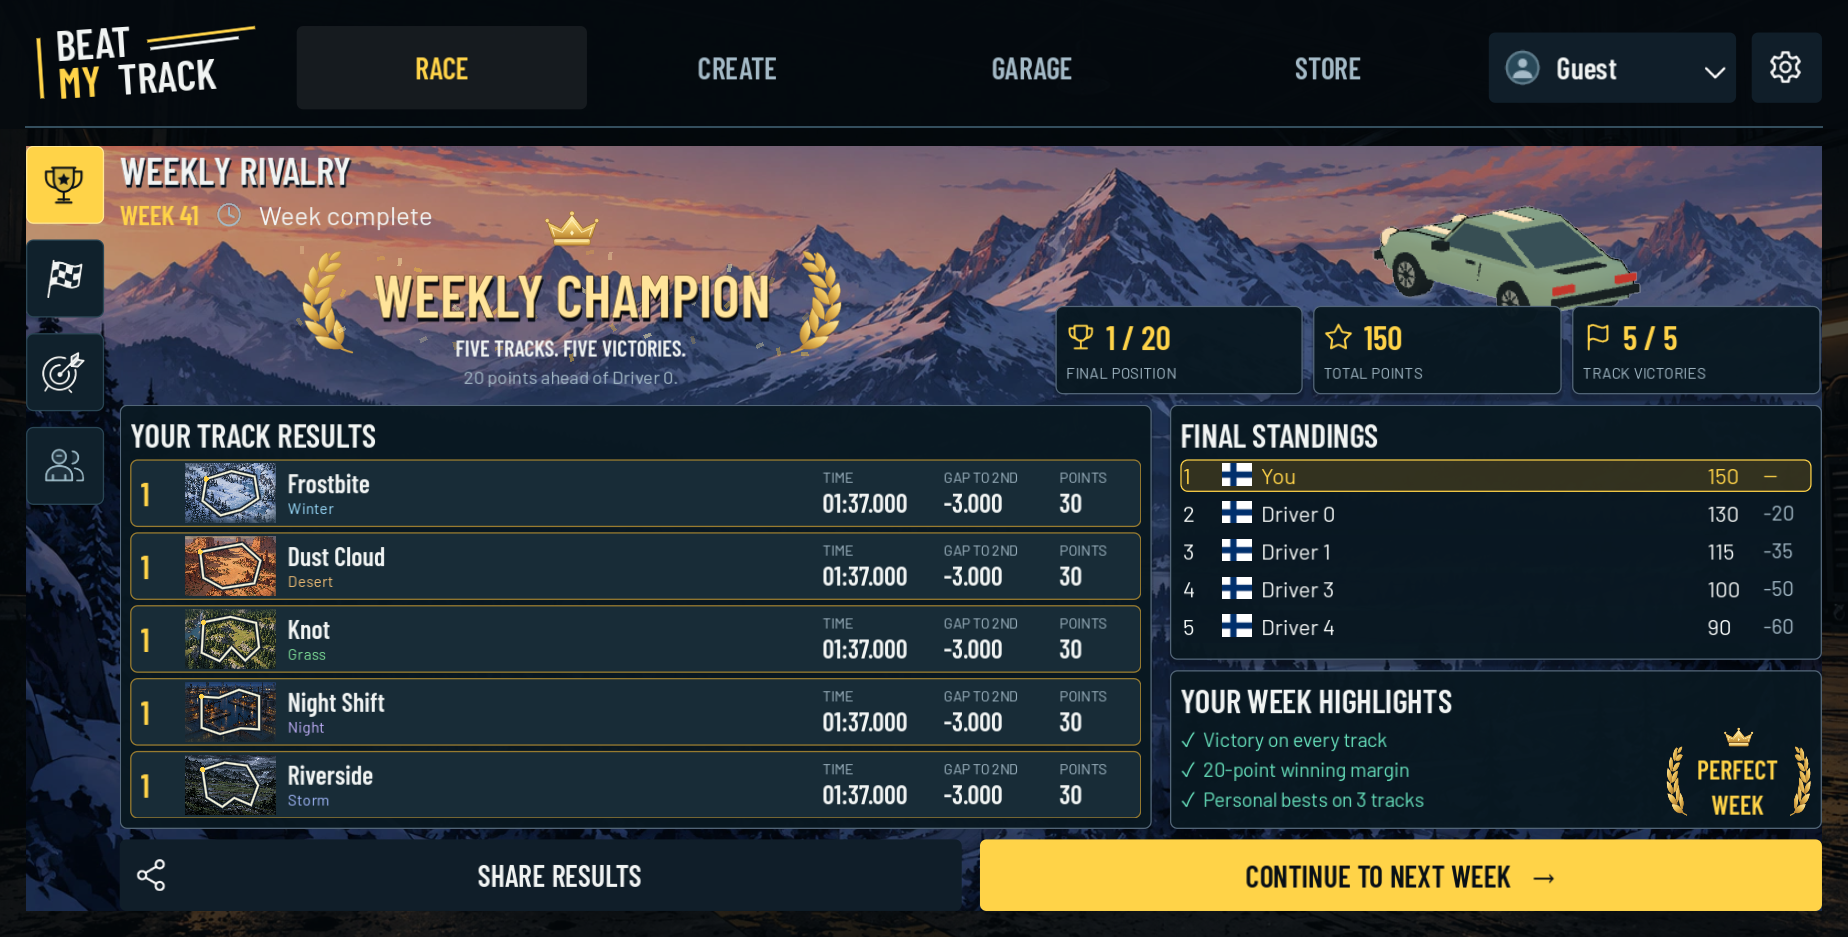 BEAT
MY TRACK
RACE
CREATE
GARAGE
STORE
Guest
WEEKLY RIVALRY
WEEK 41 Week complete
WEEKLY CHAMPION
FIVE TRACKS. FIVE VICTORIES.
20 points ahead of Driver 0.
1 / 20
FINAL POSITION
150
TOTAL POINTS
5 / 5
TRACK VICTORIES
YOUR TRACK RESULTS
1 Frostbite Winter TIME 01:37.000 GAP TO 2ND -3.000 POINTS 30
1 Dust Cloud Desert TIME 01:37.000 GAP TO 2ND -3.000 POINTS 30
1 Knot Grass TIME 01:37.000 GAP TO 2ND -3.000 POINTS 30
1 Night Shift Night TIME 01:37.000 GAP TO 2ND -3.000 POINTS 30
1 Riverside Storm TIME 01:37.000 GAP TO 2ND -3.000 POINTS 30
FINAL STANDINGS
1 You 150 –
2 Driver 0 130 -20
3 Driver 1 115 -35
4 Driver 3 100 -50
5 Driver 4 90 -60
YOUR WEEK HIGHLIGHTS
✓ Victory on every track
✓ 20-point winning margin
✓ Personal bests on 3 tracks
PERFECT
WEEK
SHARE RESULTS
CONTINUE TO NEXT WEEK →